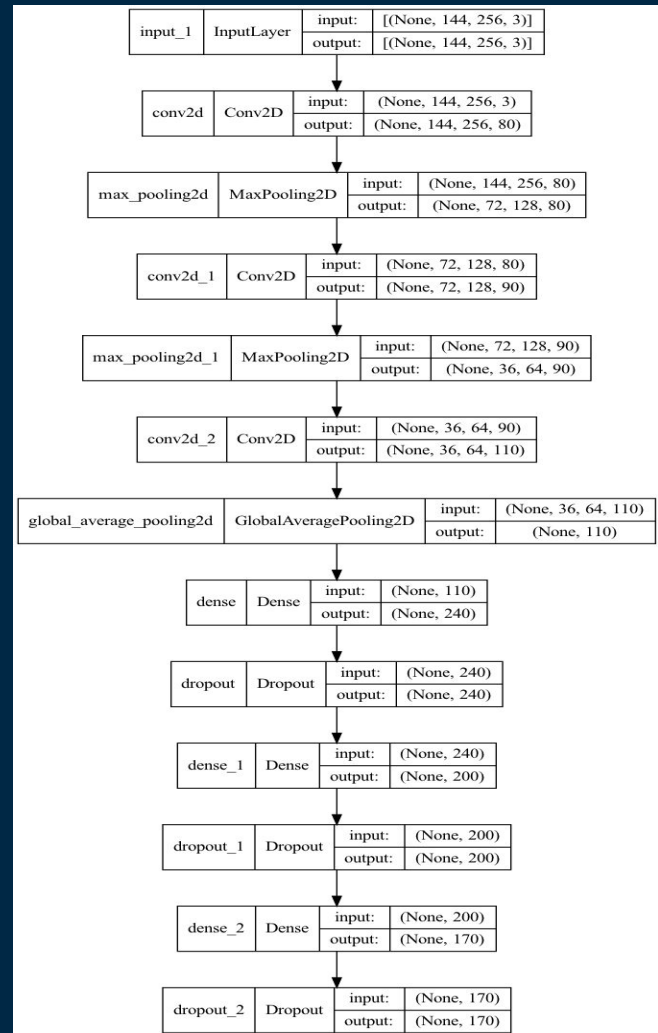 input_1 InputLayer input: [(None, 144, 256, 3)]
output: [(None, 144, 256, 3)]
conv2d Conv2D input: (None, 144, 256, 3)
output: (None, 144, 256, 80)
max_pooling2d MaxPooling2D input: (None, 144, 256, 80)
output: (None, 72, 128, 80)
conv2d_1 Conv2D input: (None, 72, 128, 80)
output: (None, 72, 128, 90)
max_pooling2d_1 MaxPooling2D input: (None, 72, 128, 90)
output: (None, 36, 64, 90)
conv2d_2 Conv2D input: (None, 36, 64, 90)
output: (None, 36, 64, 110)
global_average_pooling2d GlobalAveragePooling2D input: (None, 36, 64, 110)
output: (None, 110)
dense Dense input: (None, 110)
output: (None, 240)
dropout Dropout input: (None, 240)
output: (None, 240)
dense_1 Dense input: (None, 240)
output: (None, 200)
dropout_1 Dropout input: (None, 200)
output: (None, 200)
dense_2 Dense input: (None, 200)
output: (None, 170)
dropout_2 Dropout input: (None, 170)
output: (None, 170)